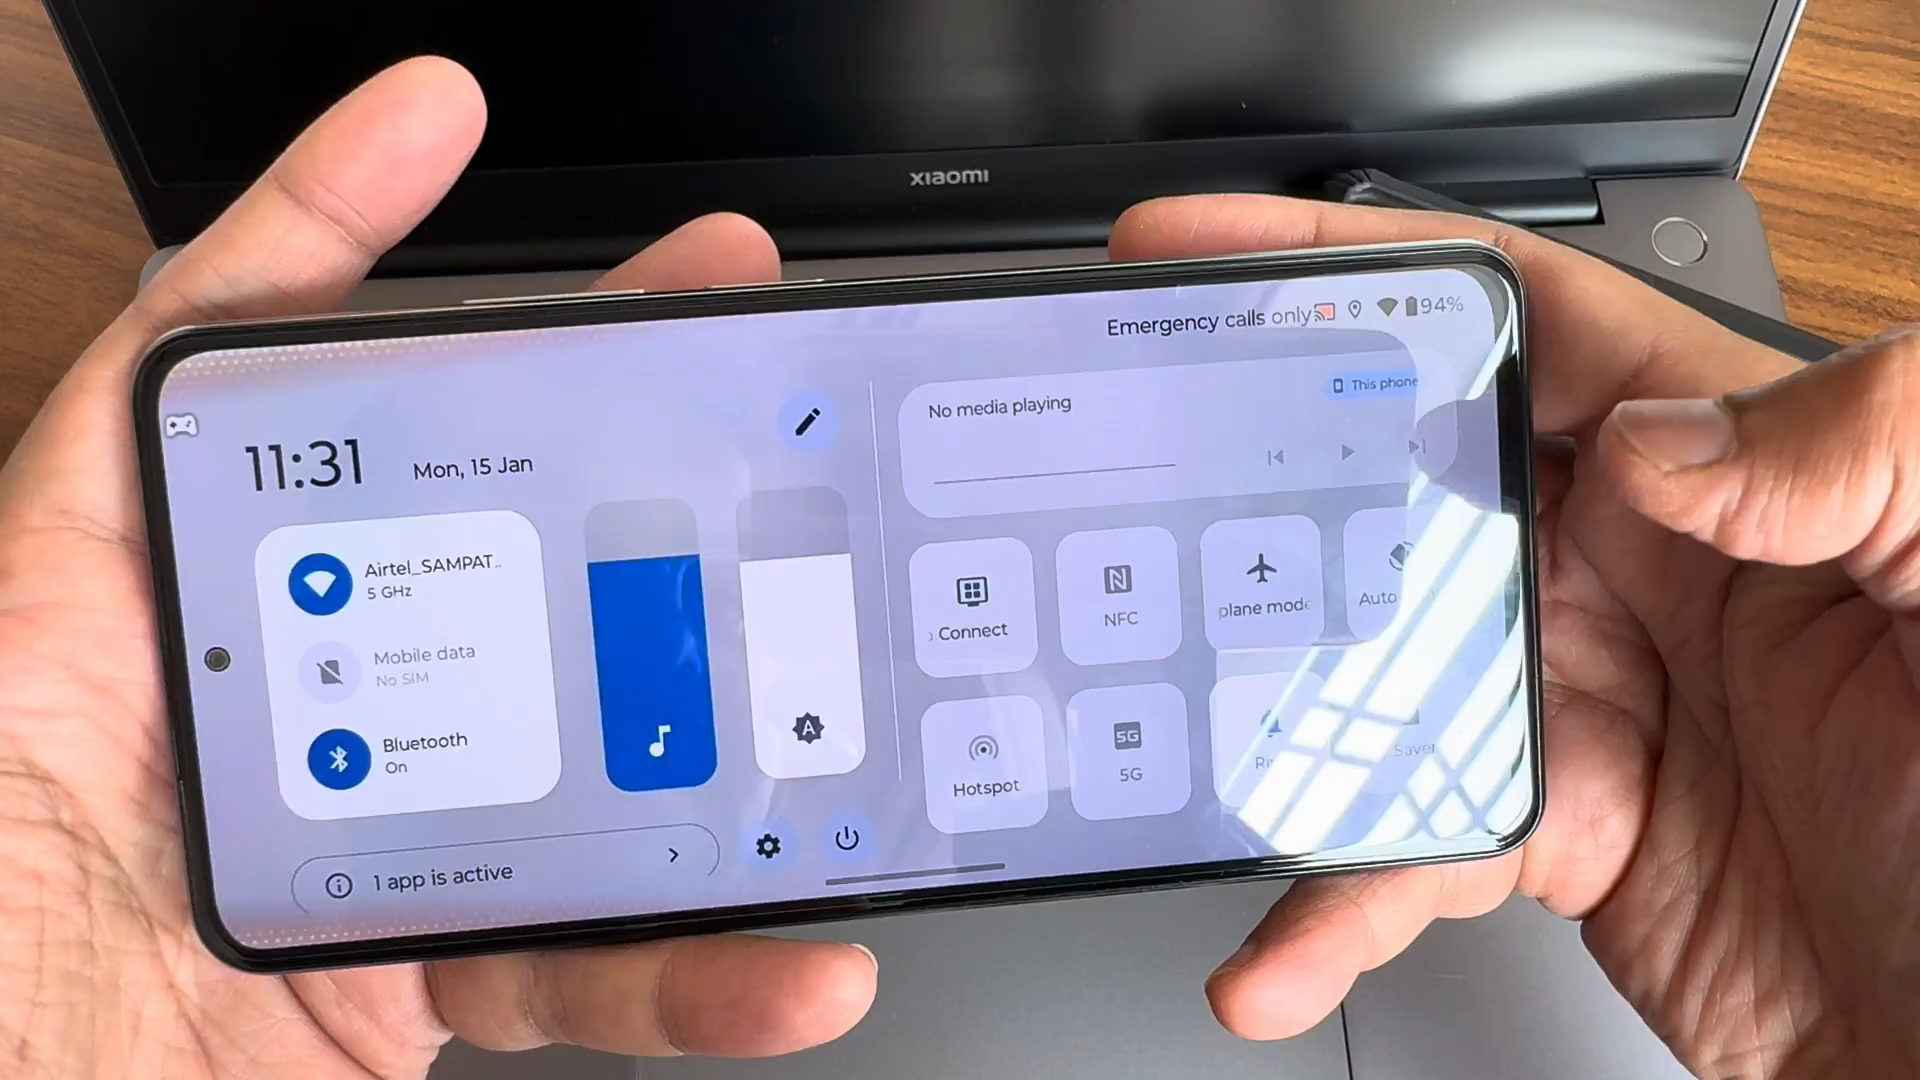 xiaomi
Emergency calls only
94%
11:31
Mon, 15 Jan
No media playing
This phone
Airtel_SAMPAT..
5 GHz
Mobile data
No SIM
Bluetooth
On
A
Connect
NFC
plane mode
Auto
Hotspot
5G
5G
Saver
1 app is active